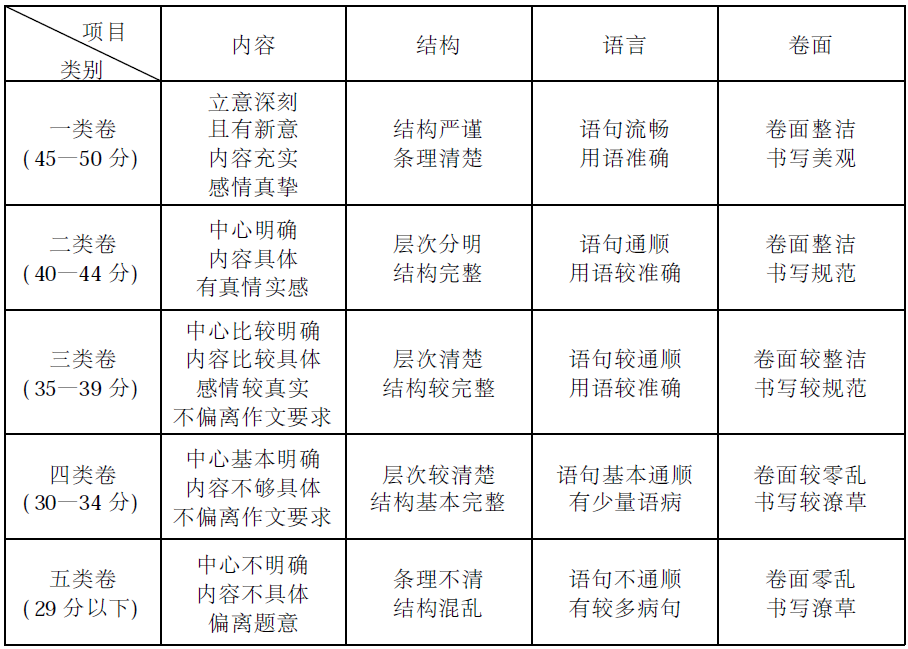 项目
类别
内容
结构
语言
卷面
一类卷
(45—50分)
立意深刻
且有新意
内容充实
感情真挚
结构严谨
条理清楚
语句流畅
用语准确
卷面整洁
书写美观
二类卷
(40—44分)
中心明确
内容具体
有真情实感
层次分明
结构完整
语句通顺
用语较准确
卷面整洁
书写规范
三类卷
(35—39分)
中心比较明确
内容比较具体
感情较真实
不偏离作文要求
层次清楚
结构较完整
语句较通顺
用语较准确
卷面较整洁
书写较规范
四类卷
(30—34分)
中心基本明确
内容不够具体
不偏离作文要求
层次较清楚
结构基本完整
语句基本通顺
有少量语病
卷面较零乱
书写较潦草
五类卷
(29分以下)
中心不明确
内容不具体
偏离题意
条理不清
结构混乱
语句不通顺
有较多病句
卷面零乱
书写潦草